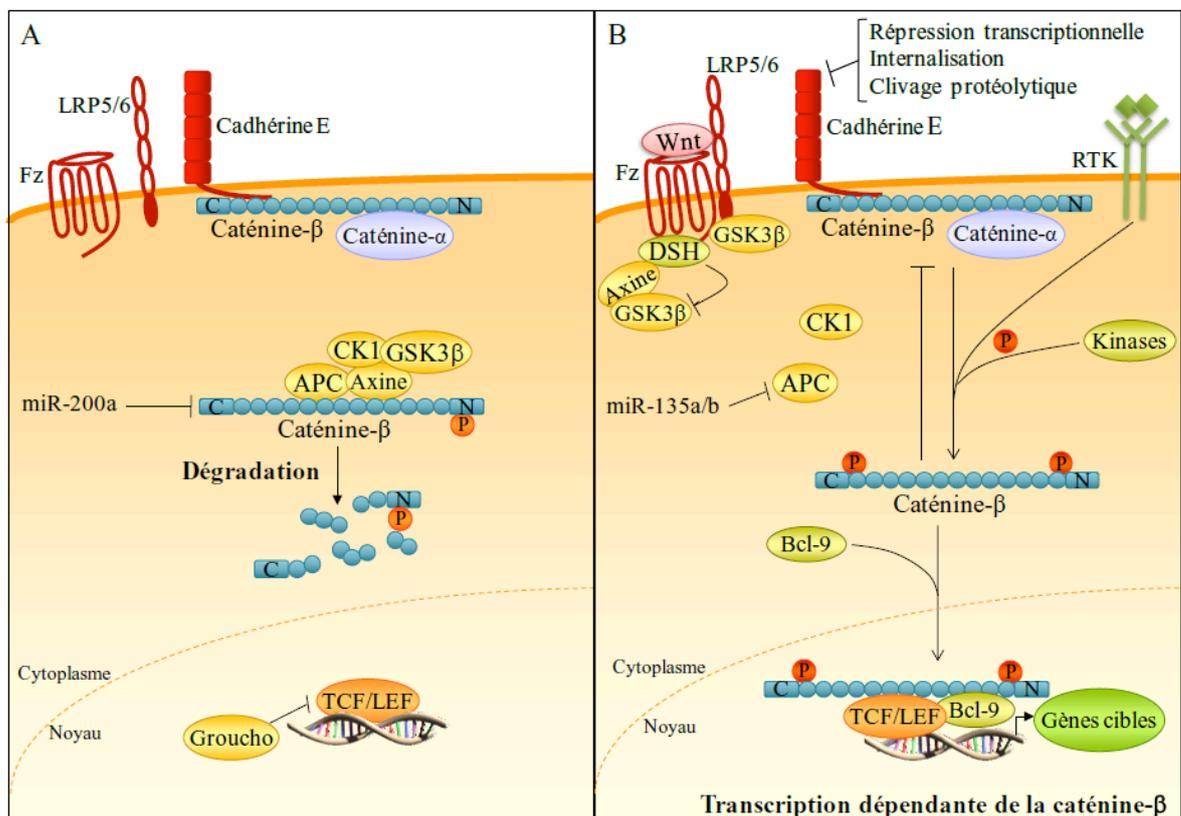 A
LRP5/6
Cadhérine E
Fz
C
N
Caténine-β
Caténine-α
CK1
GSK3β
APC
Axine
miR-200a
C
N
P
Caténine-β
Dégradation
N
P
C
Cytoplasme
Noyau
TCF/LEF
Groucho
B
Répression transcriptionnelle
Internalisation
Clivage protéolytique
LRP5/6
Cadhérine E
Wnt
Fz
RTK
C
N
Caténine-β
Caténine-α
GSK3β
DSH
Axine
GSK3β
CK1
P
Kinases
APC
miR-135a/b
P
P
C
N
Caténine-β
Bcl-9
Cytoplasme
Noyau
P
P
C
N
TCF/LEF
Bcl-9
Gènes cibles
Transcription dépendante de la caténine-β